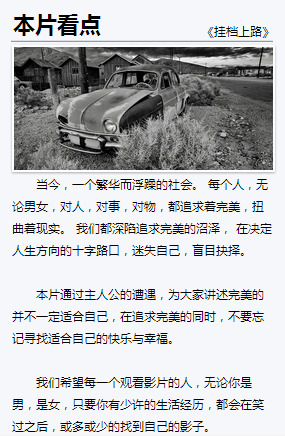 本片看点
《挂档上路》
当今，一个繁华而浮躁的社会。 每个人，无
论男女，对人，对事，对物，都追求着完美，扭
曲着现实。 我们都深陷追求完美的沼泽， 在决定
人生方向的十字路口，迷失自己，盲目抉择。
本片通过主人公的遭遇，为大家讲述完美的
并不一定适合自己，在追求完美的同时，不要忘
记寻找适合自己的快乐与幸福。
我们希望每一个观看影片的人，无论你是
男，是女，只要你有少许的生活经历，都会在笑
过之后，或多或少的找到自己的影子。